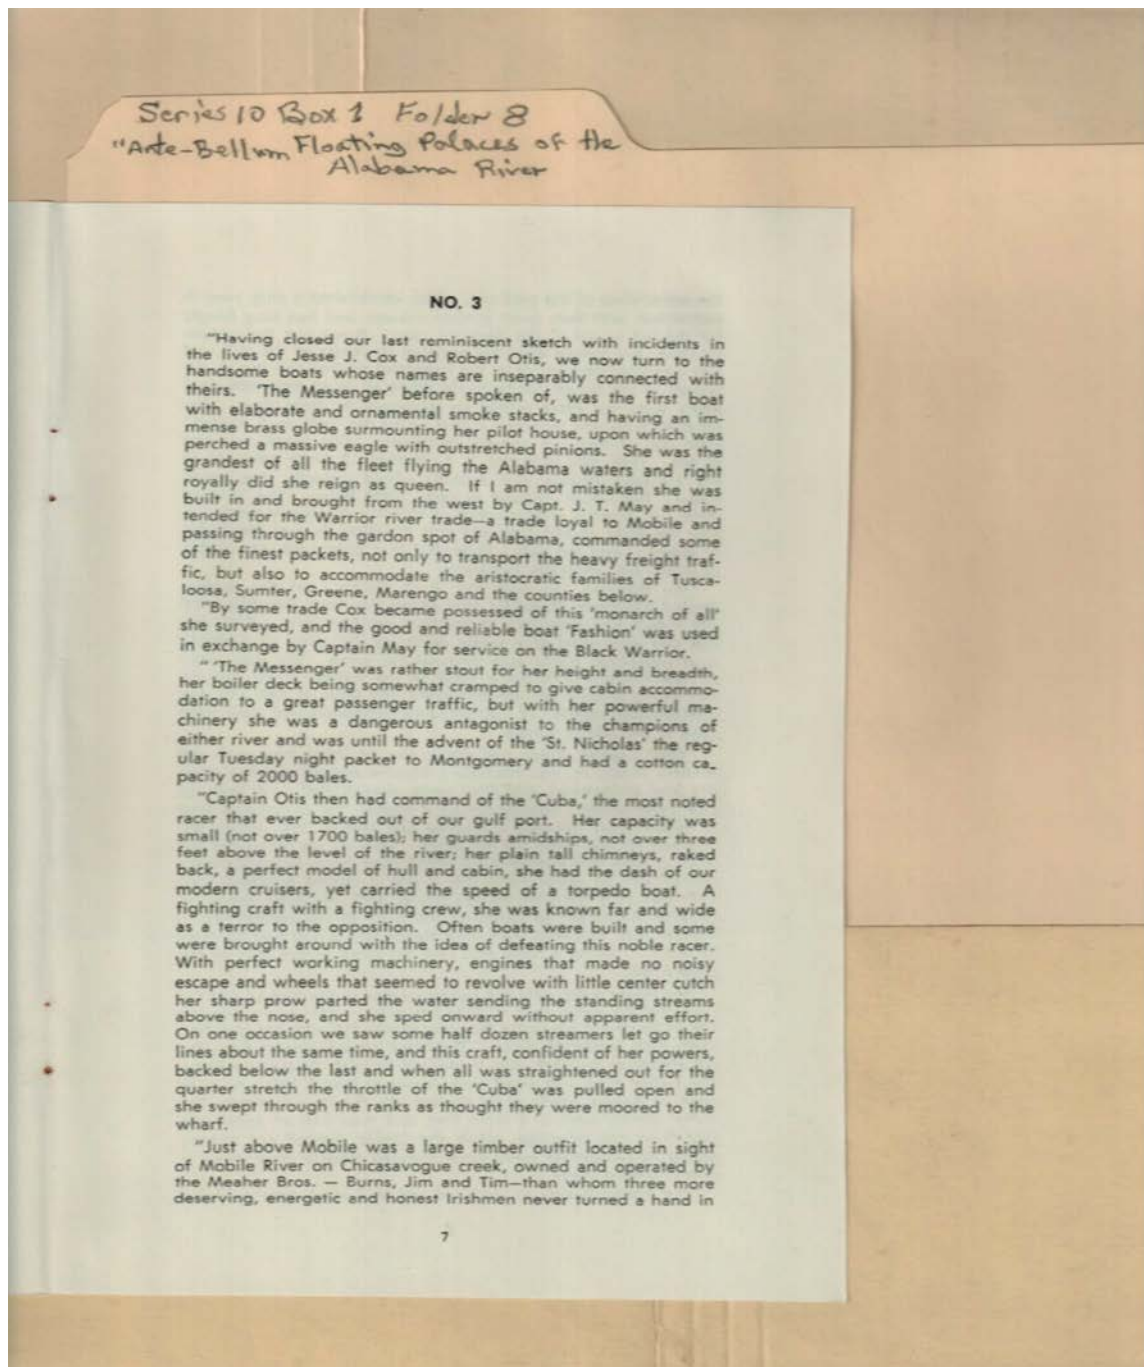 Series 10 Box 1 Folder 8
"Ante-Bellum Floating Palaces of the
Alabama River
NO. 3
"Having closed our last reminiscent sketch with incidents in
the lives of Jesse J. Cox and Robert Otis, we now turn to the
handsome boats whose names are inseparably connected with
theirs. 'The Messenger' before spoken of, was the first boat
with elaborate and ornamental smoke stacks, and having an im-
mense brass globe surmounting her pilot house, upon which was
perched a massive eagle with outstretched pinions. She was the
grandest of all the fleet flying the Alabama waters and right
royally did she reign as queen. If I am not mistaken she was
built in and brought from the west by Capt. J. T. May and in-
tended for the Warrior river trade—a trade loyal to Mobile and
passing through the gardon spot of Alabama, commanded some
of the finest packets, not only to transport the heavy freight traf-
fic, but also to accommodate the aristocratic families of Tusca-
loosa, Sumter, Greene, Marengo and the counties below.
"By some trade Cox became possessed of this 'monarch of all'
she surveyed, and the good and reliable boat 'Fashion' was used
in exchange by Captain May for service on the Black Warrior.
" 'The Messenger' was rather stout for her height and breadth,
her boiler deck being somewhat cramped to give cabin accommo-
dation to a great passenger traffic, but with her powerful ma-
chinery she was a dangerous antagonist to the champions of
either river and was until the advent of the 'St. Nicholas' the reg-
ular Tuesday night packet to Montgomery and had a cotton ca-
pacity of 2000 bales.
"Captain Otis then had command of the 'Cuba,' the most noted
racer that ever backed out of our gulf port. Her capacity was
small (not over 1700 bales); her guards amidships, not over three
feet above the level of the river; her plain tall chimneys, raked
back, a perfect model of hull and cabin, she had the dash of our
modern cruisers, yet carried the speed of a torpedo boat. A
fighting craft with a fighting crew, she was known far and wide
as a terror to the opposition. Often boats were built and some
were brought around with the idea of defeating this noble racer.
With perfect working machinery, engines that made no noisy
escape and wheels that seemed to revolve with little center cutch
her sharp prow parted the water sending the standing streams
above the nose, and she sped onward without apparent effort.
On one occasion we saw some half dozen streamers let go their
lines about the same time, and this craft, confident of her powers,
backed below the last and when all was straightened out for the
quarter stretch the throttle of the 'Cuba' was pulled open and
she swept through the ranks as thought they were moored to the
wharf.
"Just above Mobile was a large timber outfit located in sight
of Mobile River on Chicasavogue creek, owned and operated by
the Meaher Bros. — Burns, Jim and Tim—than whom three more
deserving, energetic and honest Irishmen never turned a hand in
7